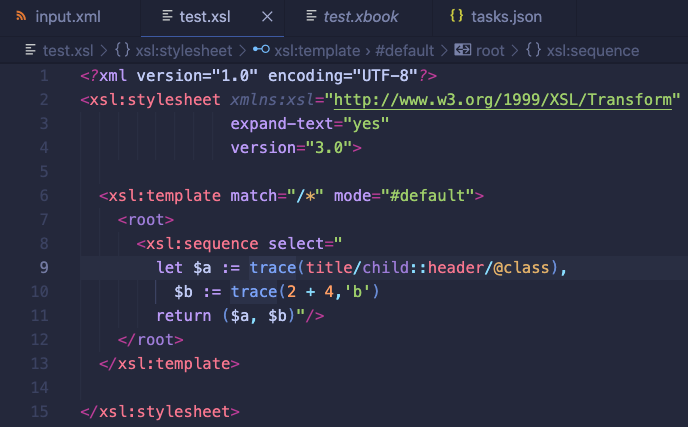 input.xml test.xsl test.xbook {} tasks.json
test.xsl › {} xsl:stylesheet › xsl:template › #default › root › {} xsl:sequence
1 <?xml version="1.0" encoding="UTF-8"?>
2 <xsl:stylesheet xmlns:xsl="http://www.w3.org/1999/XSL/Transform"
3 expand-text="yes"
4 version="3.0">
5
6 <xsl:template match="/*" mode="#default">
7 <root>
8 <xsl:sequence select="
9 let $a := trace(title/child::header/@class),
10 $b := trace(2 + 4,'b')
11 return ($a, $b)"/>
12 </root>
13 </xsl:template>
14
15 </xsl:stylesheet>